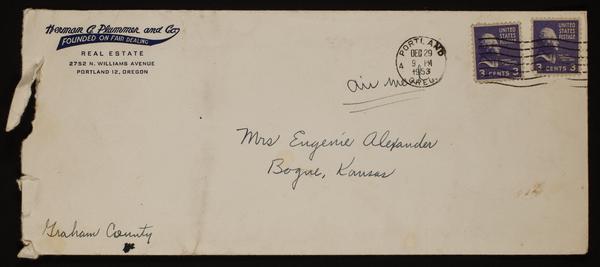 Herman C. Plummer and Co.
FOUNDED ON FAIR DEALING
REAL ESTATE
2752 N. WILLIAMS AVENUE
PORTLAND 12, OREGON
PORTLAND
DEC 29
9 PM
1953
OREG.
4
UNITED STATES POSTAGE
3 CENTS 3
UNITED STATES POSTAGE
3 CENTS 3
air mail
Mrs Eugenie Alexander
Bogue, Kansas
Graham County